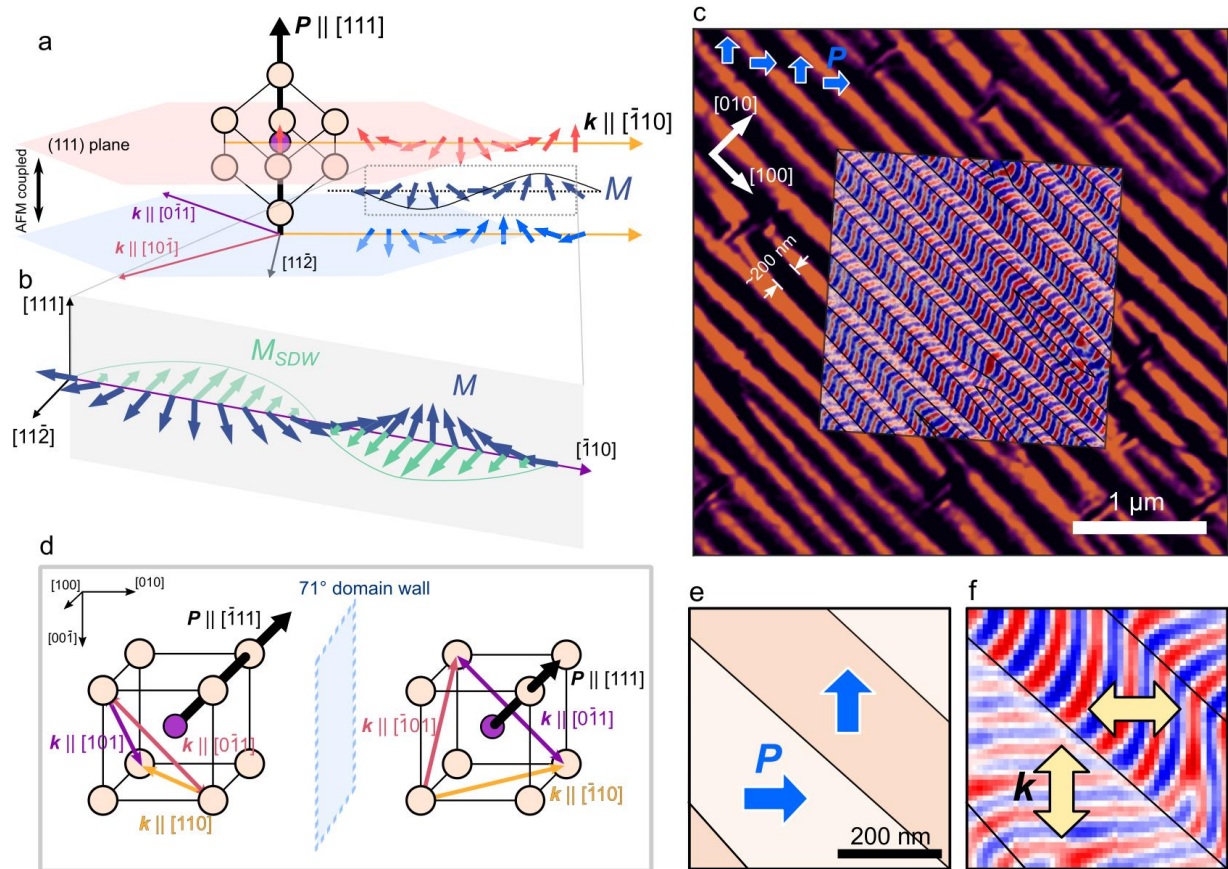 a
P || [111]
(111) plane
k || [1̄10]
AFM coupled
M
k || [01̄1]
k || [101̄]
[112̄]
b
[111]
M_SDW
M
[112̄]
[1̄10]
c
P
[010]
[100]
~200 nm
1 µm
d
[100]
[010]
[001̄]
71° domain wall
P || [1̄11]
P || [111]
k || [101]
k || [01̄1]
k || [1̄01]
k || [01̄1]
k || [110]
k || [1̄10]
e
P
200 nm
f
k